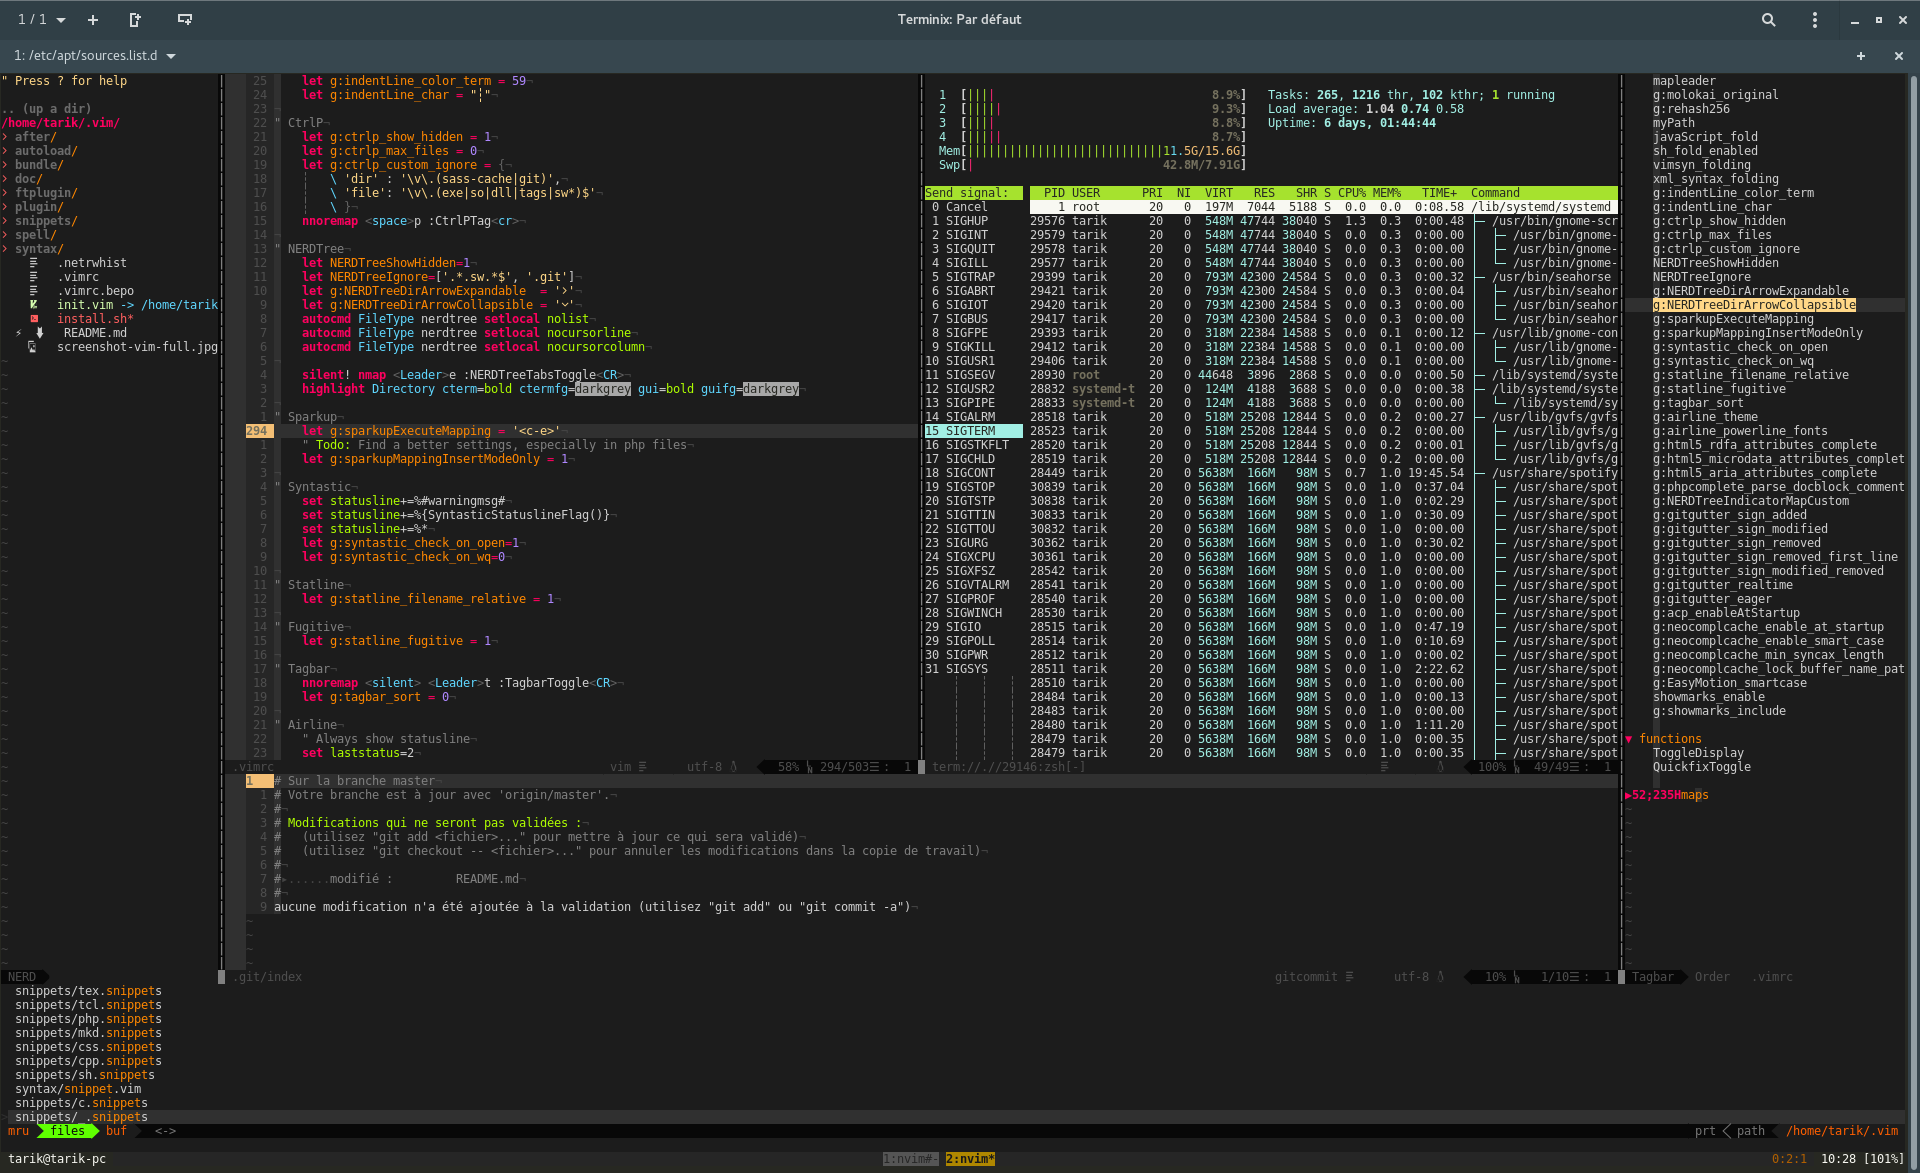 1 / 1
Terminix: Par défaut
1: /etc/apt/sources.list.d
" Press ? for help
.. (up a dir)
/home/tarik/.vim/
after/
autoload/
bundle/
doc/
ftplugin/
plugin/
snippets/
spell/
syntax/
.netrwhist
.vimrc
.vimrc.bepo
init.vim -> /home/tarik
install.sh*
README.md
screenshot-vim-full.jpg
NERD
25 let g:indentLine_color_term = 59¬
24 let g:indentLine_char = "¦"¬
23 ¬
22 " CtrlP¬
21 let g:ctrlp_show_hidden = 1¬
20 let g:ctrlp_max_files = 0¬
19 let g:ctrlp_custom_ignore = {¬
18 \ 'dir' : '\v\.(sass-cache|git)',¬
17 \ 'file': '\v\.(exe|so|dll|tags|sw*)$'¬
16 \ }¬
15 nnoremap <space>p :CtrlPTag<cr>¬
14 ¬
13 " NERDTree¬
12 let NERDTreeShowHidden=1¬
11 let NERDTreeIgnore=['.*.sw.*$', '.git']¬
10 let g:NERDTreeDirArrowExpandable = '›'¬
9 let g:NERDTreeDirArrowCollapsible = '⌄'¬
8 autocmd FileType nerdtree setlocal nolist¬
7 autocmd FileType nerdtree setlocal nocursorline¬
6 autocmd FileType nerdtree setlocal nocursorcolumn¬
5 ¬
4 silent! nmap <Leader>e :NERDTreeTabsToggle<CR>¬
3 highlight Directory cterm=bold ctermfg=darkgrey gui=bold guifg=darkgrey¬
2 ¬
1 " Sparkup¬
294 let g:sparkupExecuteMapping = '<c-e>'¬
1 " Todo: Find a better settings, especially in php files¬
2 let g:sparkupMappingInsertModeOnly = 1¬
3 ¬
4 " Syntastic¬
5 set statusline+=%#warningmsg#¬
6 set statusline+=%{SyntasticStatuslineFlag()}¬
7 set statusline+=%*¬
8 let g:syntastic_check_on_open=1¬
9 let g:syntastic_check_on_wq=0¬
10 ¬
11 " Statline¬
12 let g:statline_filename_relative = 1¬
13 ¬
14 " Fugitive¬
15 let g:statline_fugitive = 1¬
16 ¬
17 " Tagbar¬
18 nnoremap <silent> <Leader>t :TagbarToggle<CR>¬
19 let g:tagbar_sort = 0¬
20 ¬
21 " Airline¬
22 " Always show statusline¬
23 set laststatus=2¬
.vimrc vim utf-8 58% 294/503 : 1
1 [|||| 8.9%] Tasks: 265, 1216 thr, 102 kthr; 1 running
2 [||||| 9.3%] Load average: 1.04 0.74 0.58
3 [|||| 8.8%] Uptime: 6 days, 01:44:44
4 [||||| 8.7%]
Mem[||||||||||||||||||||||||||||11.5G/15.6G]
Swp[| 42.8M/7.91G]
Send signal: PID USER PRI NI VIRT RES SHR S CPU% MEM% TIME+ Command
0 Cancel 1 root 20 0 197M 7044 5188 S 0.0 0.0 0:08.58 /lib/systemd/systemd
1 SIGHUP 29576 tarik 20 0 548M 47744 38040 S 1.3 0.3 0:00.48 ├─ /usr/bin/gnome-scr
2 SIGINT 29579 tarik 20 0 548M 47744 38040 S 0.0 0.3 0:00.00 │ ├─ /usr/bin/gnome-
3 SIGQUIT 29578 tarik 20 0 548M 47744 38040 S 0.0 0.3 0:00.00 │ ├─ /usr/bin/gnome-
4 SIGILL 29577 tarik 20 0 548M 47744 38040 S 0.0 0.3 0:00.00 │ └─ /usr/bin/gnome-
5 SIGTRAP 29399 tarik 20 0 793M 42300 24584 S 0.0 0.3 0:00.32 ├─ /usr/bin/seahorse
6 SIGABRT 29421 tarik 20 0 793M 42300 24584 S 0.0 0.3 0:00.04 │ ├─ /usr/bin/seahor
6 SIGIOT 29420 tarik 20 0 793M 42300 24584 S 0.0 0.3 0:00.00 │ ├─ /usr/bin/seahor
7 SIGBUS 29417 tarik 20 0 793M 42300 24584 S 0.0 0.3 0:00.00 │ └─ /usr/bin/seahor
8 SIGFPE 29393 tarik 20 0 318M 22384 14588 S 0.0 0.1 0:00.12 ├─ /usr/lib/gnome-con
9 SIGKILL 29412 tarik 20 0 318M 22384 14588 S 0.0 0.1 0:00.00 │ ├─ /usr/lib/gnome-
10 SIGUSR1 29406 tarik 20 0 318M 22384 14588 S 0.0 0.1 0:00.00 │ └─ /usr/lib/gnome-
11 SIGSEGV 28930 root 20 0 44648 3896 2868 S 0.0 0.0 0:00.50 ├─ /lib/systemd/syste
12 SIGUSR2 28832 systemd-t 20 0 124M 4188 3688 S 0.0 0.0 0:00.38 ├─ /lib/systemd/syste
13 SIGPIPE 28833 systemd-t 20 0 124M 4188 3688 S 0.0 0.0 0:00.00 │ └─ /lib/systemd/sy
14 SIGALRM 28518 tarik 20 0 518M 25208 12844 S 0.0 0.2 0:00.27 ├─ /usr/lib/gvfs/gvfs
15 SIGTERM 28523 tarik 20 0 518M 25208 12844 S 0.0 0.2 0:00.00 │ ├─ /usr/lib/gvfs/g
16 SIGSTKFLT 28520 tarik 20 0 518M 25208 12844 S 0.0 0.2 0:00.01 │ ├─ /usr/lib/gvfs/g
17 SIGCHLD 28519 tarik 20 0 518M 25208 12844 S 0.0 0.2 0:00.00 │ └─ /usr/lib/gvfs/g
18 SIGCONT 28449 tarik 20 0 5638M 166M 98M S 0.7 1.0 19:45.54 ├─ /usr/share/spotify
19 SIGSTOP 30839 tarik 20 0 5638M 166M 98M S 0.0 1.0 0:37.04 │ ├─ /usr/share/spot
20 SIGTSTP 30838 tarik 20 0 5638M 166M 98M S 0.0 1.0 0:02.29 │ ├─ /usr/share/spot
21 SIGTTIN 30833 tarik 20 0 5638M 166M 98M S 0.0 1.0 0:30.09 │ ├─ /usr/share/spot
22 SIGTTOU 30832 tarik 20 0 5638M 166M 98M S 0.0 1.0 0:00.00 │ ├─ /usr/share/spot
23 SIGURG 30362 tarik 20 0 5638M 166M 98M S 0.0 1.0 0:30.02 │ ├─ /usr/share/spot
24 SIGXCPU 30361 tarik 20 0 5638M 166M 98M S 0.0 1.0 0:00.00 │ ├─ /usr/share/spot
25 SIGXFSZ 28542 tarik 20 0 5638M 166M 98M S 0.0 1.0 0:00.00 │ ├─ /usr/share/spot
26 SIGVTALRM 28541 tarik 20 0 5638M 166M 98M S 0.0 1.0 0:00.00 │ ├─ /usr/share/spot
27 SIGPROF 28540 tarik 20 0 5638M 166M 98M S 0.0 1.0 0:00.00 │ ├─ /usr/share/spot
28 SIGWINCH 28530 tarik 20 0 5638M 166M 98M S 0.0 1.0 0:00.00 │ ├─ /usr/share/spot
29 SIGIO 28515 tarik 20 0 5638M 166M 98M S 0.0 1.0 0:47.19 │ ├─ /usr/share/spot
29 SIGPOLL 28514 tarik 20 0 5638M 166M 98M S 0.0 1.0 0:10.69 │ ├─ /usr/share/spot
30 SIGPWR 28512 tarik 20 0 5638M 166M 98M S 0.0 1.0 0:00.02 │ ├─ /usr/share/spot
31 SIGSYS 28511 tarik 20 0 5638M 166M 98M S 0.0 1.0 2:22.62 │ ├─ /usr/share/spot
28510 tarik 20 0 5638M 166M 98M S 0.0 1.0 0:00.00 │ ├─ /usr/share/spot
28484 tarik 20 0 5638M 166M 98M S 0.0 1.0 0:00.13 │ ├─ /usr/share/spot
28483 tarik 20 0 5638M 166M 98M S 0.0 1.0 0:00.00 │ ├─ /usr/share/spot
28480 tarik 20 0 5638M 166M 98M S 0.0 1.0 1:11.20 │ ├─ /usr/share/spot
28479 tarik 20 0 5638M 166M 98M S 0.0 1.0 0:00.35 │ ├─ /usr/share/spot
28479 tarik 20 0 5638M 166M 98M S 0.0 1.0 0:00.35 │ ├─ /usr/share/spot
term://.//29146:zsh[-] 100% 49/49 : 1
mapleader
g:molokai_original
g:rehash256
myPath
javaScript_fold
sh_fold_enabled
vimsyn_folding
xml_syntax_folding
g:indentLine_color_term
g:indentLine_char
g:ctrlp_show_hidden
g:ctrlp_max_files
g:ctrlp_custom_ignore
NERDTreeShowHidden
NERDTreeIgnore
g:NERDTreeDirArrowExpandable
g:NERDTreeDirArrowCollapsible
g:sparkupExecuteMapping
g:sparkupMappingInsertModeOnly
g:syntastic_check_on_open
g:syntastic_check_on_wq
g:statline_filename_relative
g:statline_fugitive
g:tagbar_sort
g:airline_theme
g:airline_powerline_fonts
g:html5_rdfa_attributes_complete
g:html5_microdata_attributes_complet
g:html5_aria_attributes_complete
g:phpcomplete_parse_docblock_comment
g:NERDTreeIndicatorMapCustom
g:gitgutter_sign_added
g:gitgutter_sign_modified
g:gitgutter_sign_removed
g:gitgutter_sign_removed_first_line
g:gitgutter_sign_modified_removed
g:gitgutter_realtime
g:gitgutter_eager
g:acp_enableAtStartup
g:neocomplcache_enable_at_startup
g:neocomplcache_enable_smart_case
g:neocomplcache_min_syncax_length
g:neocomplcache_lock_buffer_name_pat
g:EasyMotion_smartcase
showmarks_enable
g:showmarks_include
▼ functions
ToggleDisplay
QuickfixToggle
▶52;235Hmaps
Tagbar Order .vimrc
1 # Sur la branche master¬
1 # Votre branche est à jour avec 'origin/master'.¬
2 #¬
3 # Modifications qui ne seront pas validées :¬
4 # (utilisez "git add <fichier>..." pour mettre à jour ce qui sera validé)¬
5 # (utilisez "git checkout -- <fichier>..." pour annuler les modifications dans la copie de travail)¬
6 #¬
7 #▸......modifié : README.md¬
8 #¬
9 aucune modification n'a été ajoutée à la validation (utilisez "git add" ou "git commit -a")¬
.git/index gitcommit utf-8 10% 1/10 : 1
snippets/tex.snippets
snippets/tcl.snippets
snippets/php.snippets
snippets/mkd.snippets
snippets/css.snippets
snippets/cpp.snippets
snippets/sh.snippets
syntax/snippet.vim
snippets/c.snippets
> snippets/_.snippets
mru files buf <-> prt path /home/tarik/.vim
tarik@tarik-pc 1:nvim#- 2:nvim* 0:2:1 10:28 [101%]